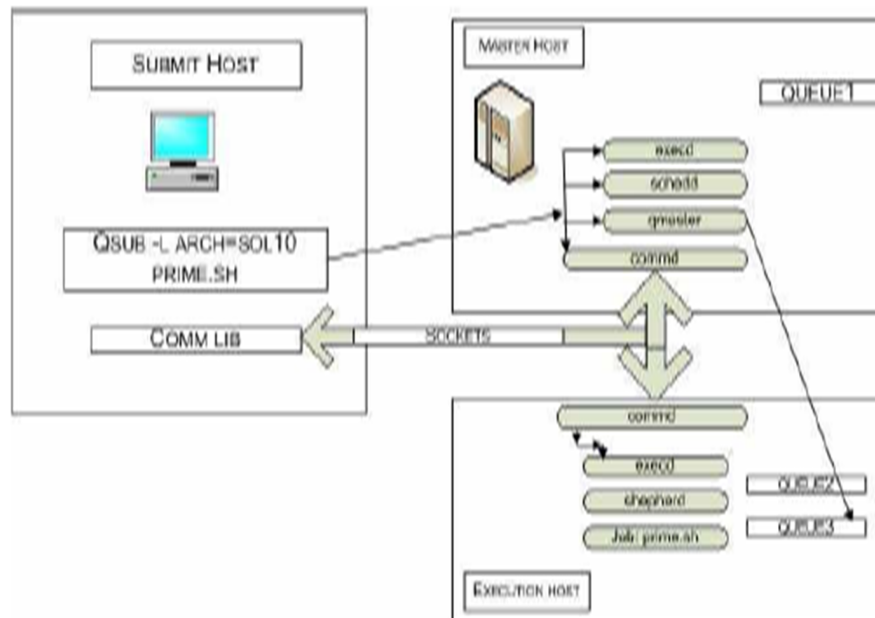 SUBMIT HOST
QSUB -L ARCH=SOL10
PRIME.SH
COMM LIB
SOCKETS
MASTER HOST
QUEUE1
execd
schedd
qmaster
commd
commd
execd
shepherd
Job: prime.sh
QUEUE2
QUEUE3
EXECUTION HOST